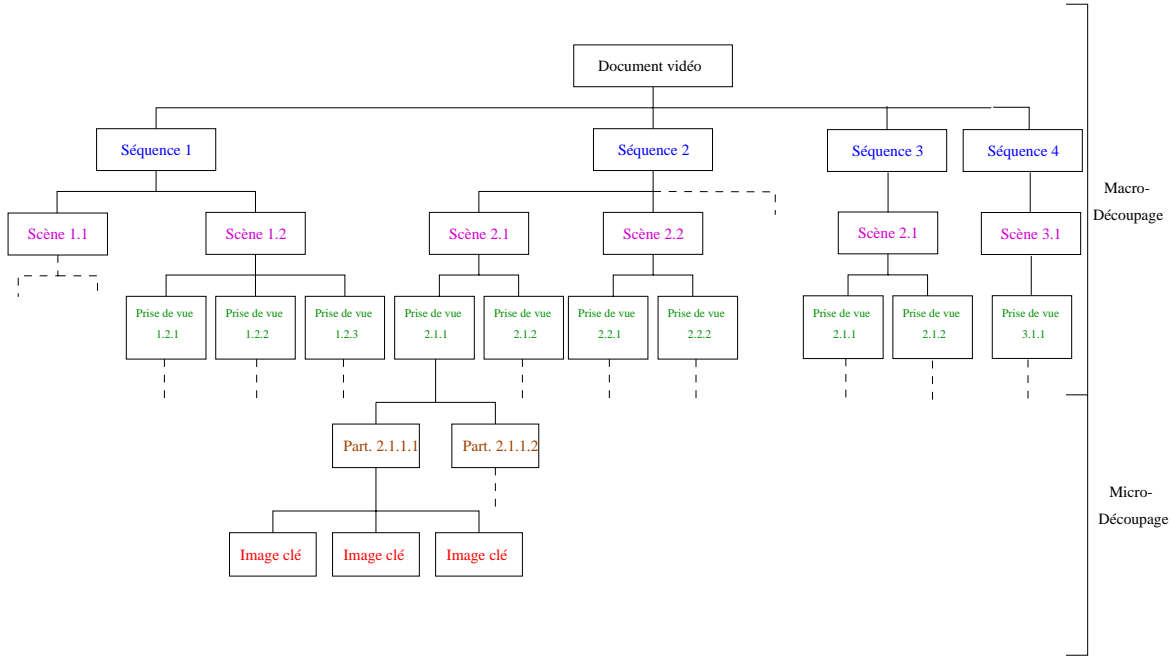 Document vidéo
Séquence 1
Séquence 2
Séquence 3
Séquence 4
Macro-
Découpage
Scène 1.1
Scène 1.2
Scène 2.1
Scène 2.2
Scène 2.1
Scène 3.1
Prise de vue
1.2.1
Prise de vue
1.2.2
Prise de vue
1.2.3
Prise de vue
2.1.1
Prise de vue
2.1.2
Prise de vue
2.2.1
Prise de vue
2.2.2
Prise de vue
2.1.1
Prise de vue
2.1.2
Prise de vue
3.1.1
Part. 2.1.1.1
Part. 2.1.1.2
Micro-
Découpage
Image clé
Image clé
Image clé